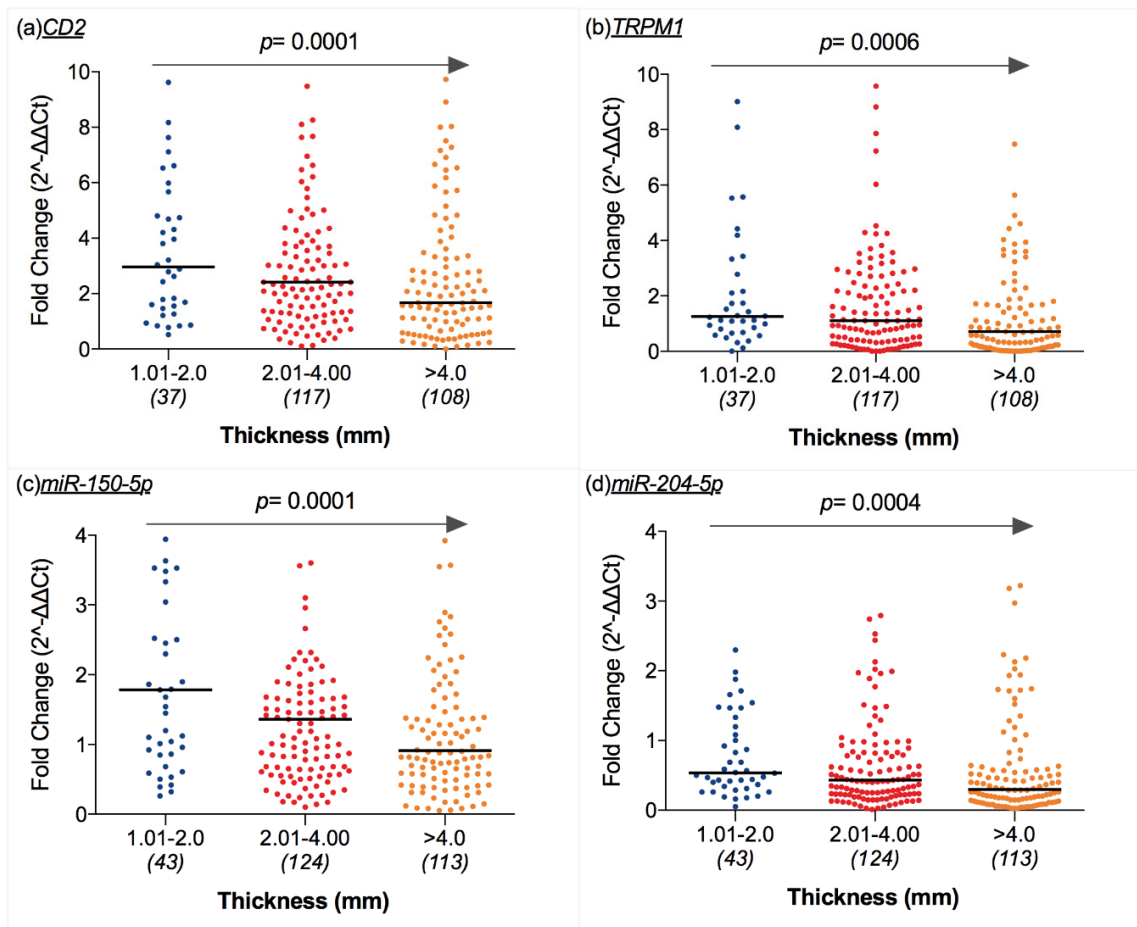 (a)CD2
p= 0.0001
Fold Change (2^-ΔΔCt)
10
8
6
4
2
0
1.01-2.0 2.01-4.00 >4.0
(37) (117) (108)
Thickness (mm)
(b)TRPM1
p= 0.0006
Fold Change (2^-ΔΔCt)
10
8
6
4
2
0
1.01-2.0 2.01-4.00 >4.0
(37) (117) (108)
Thickness (mm)
(c)miR-150-5p
p= 0.0001
Fold Change (2^-ΔΔCt)
4
3
2
1
0
1.01-2.0 2.01-4.00 >4.0
(43) (124) (113)
Thickness (mm)
(d)miR-204-5p
p= 0.0004
Fold Change (2^-ΔΔCt)
4
3
2
1
0
1.01-2.0 2.01-4.00 >4.0
(43) (124) (113)
Thickness (mm)